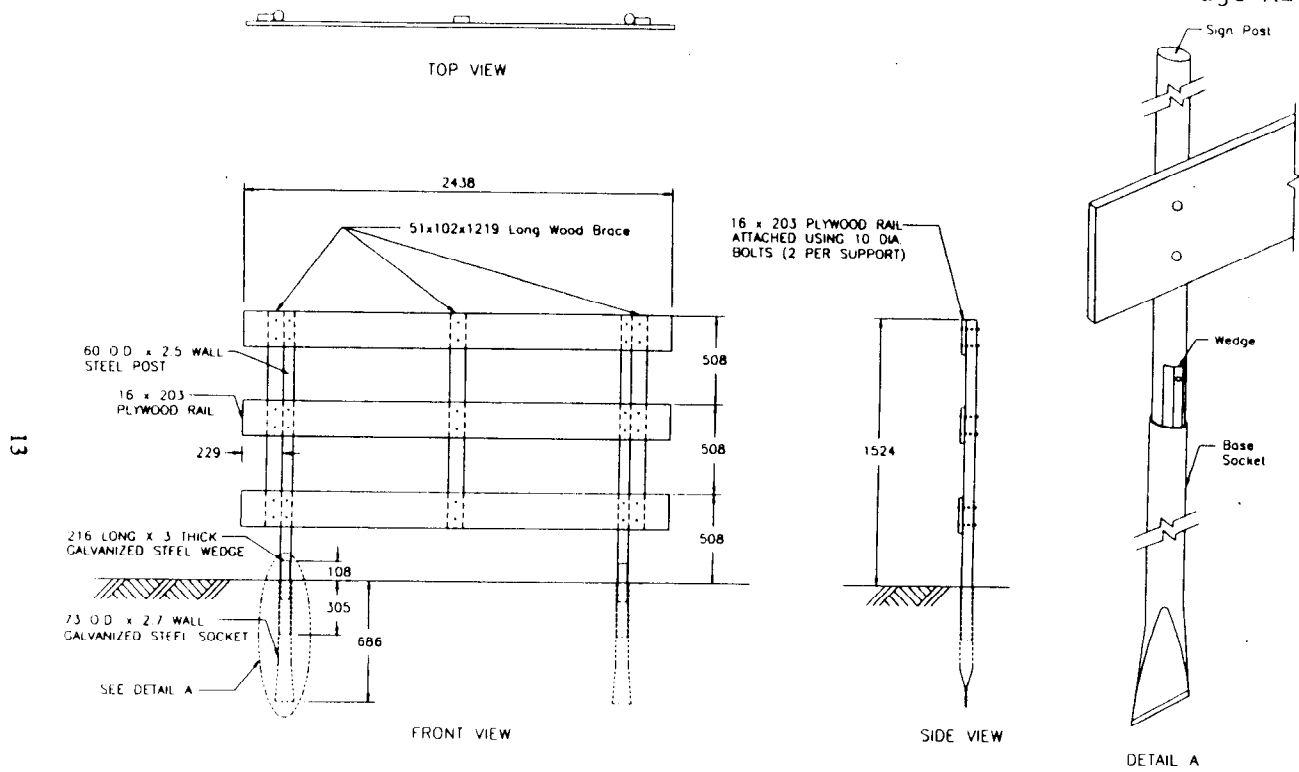 Sign Post
TOP VIEW
2438
51x102x1219 Long Wood Brace
16 x 203 PLYWOOD RAIL
ATTACHED USING 10 DIA.
BOLTS (2 PER SUPPORT)
60 O.D x 2.5 WALL
STEEL POST
508
Wedge
16 x 203
PLYWOOD RAIL
13
229
508
1524
Base
Socket
216 LONG X 3 THICK
GALVANIZED STEEL WEDGE
508
108
305
73 O.D x 2.7 WALL
GALVANIZED STEEL SOCKET
686
SEE DETAIL A
FRONT VIEW
SIDE VIEW
DETAIL A